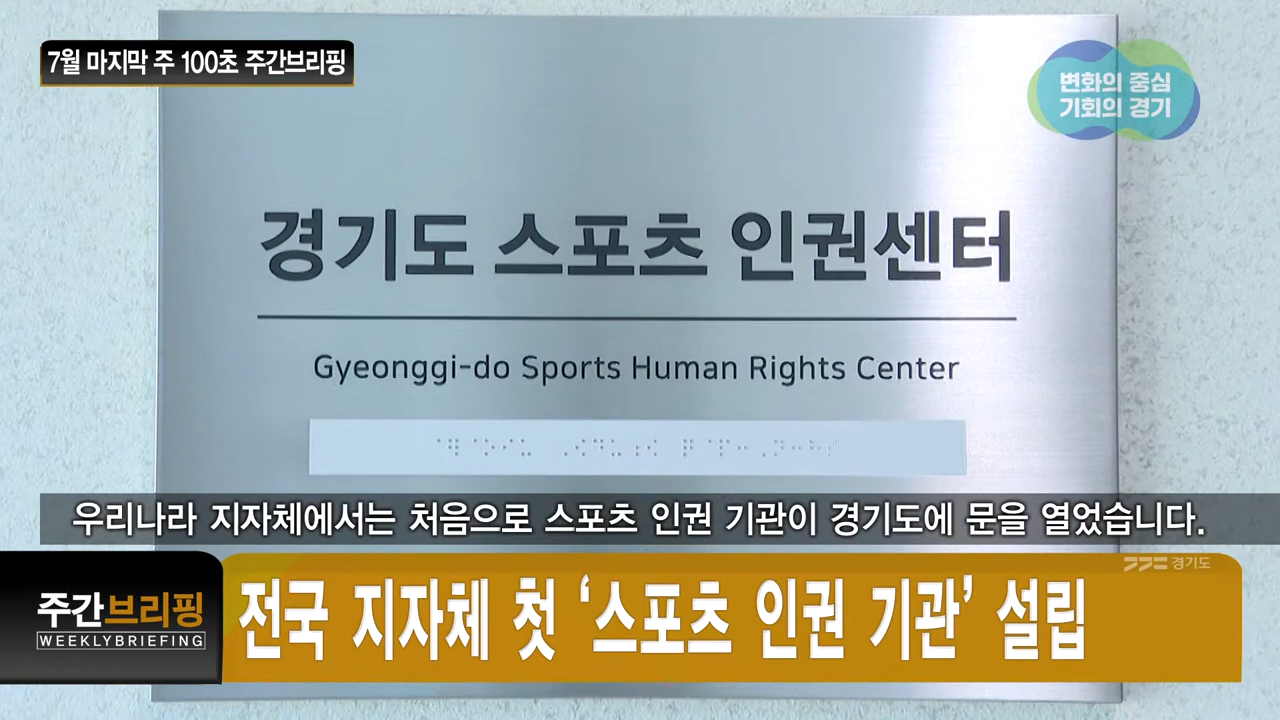 7월 마지막 주 100초 주간브리핑
변화의 중심
기회의 경기
경기도 스포츠 인권센터
Gyeonggi-do Sports Human Rights Center
우리나라 지자체에서는 처음으로 스포츠 인권 기관이 경기도에 문을 열었습니다.
경기도
주간브리핑
WEEKLYBRIEFING
전국 지자체 첫 ‘스포츠 인권 기관’ 설립